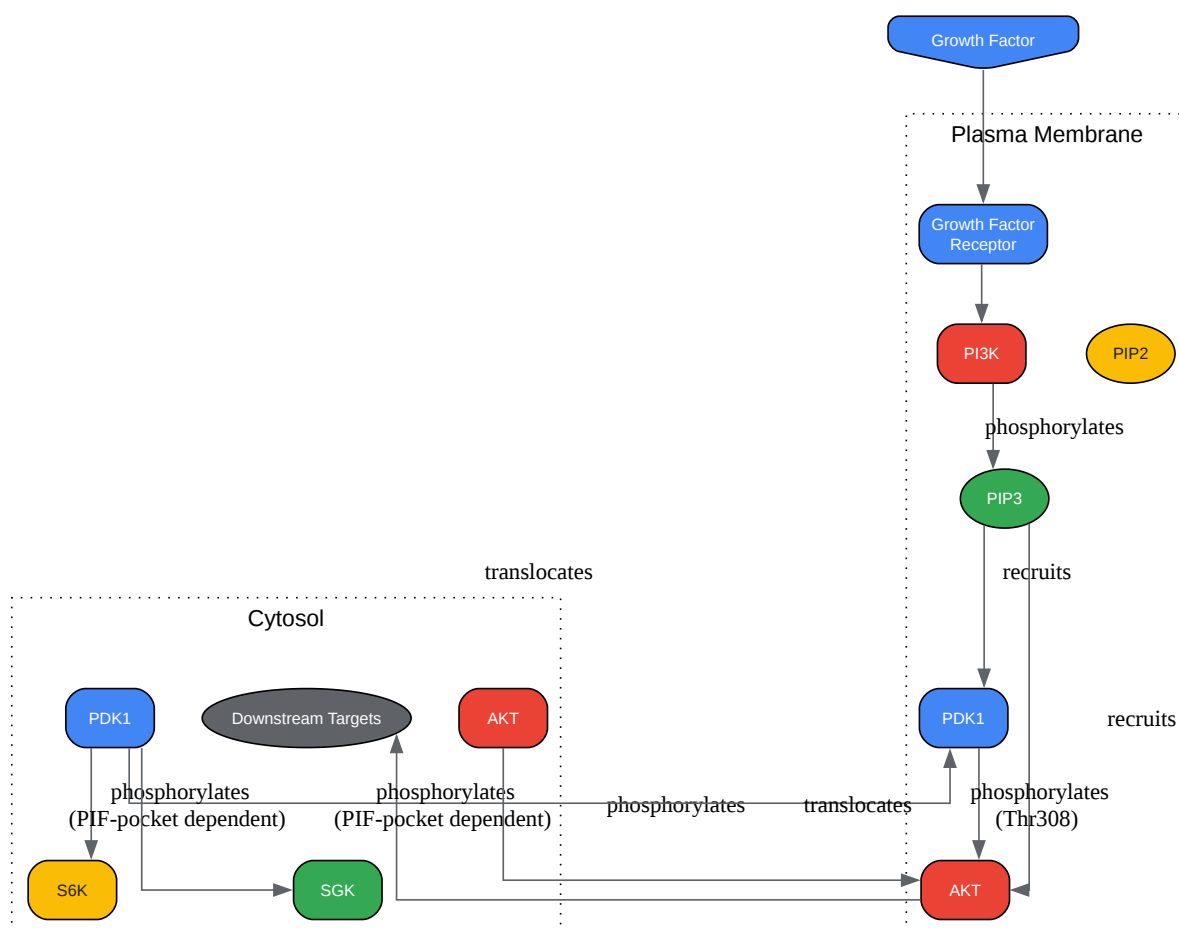 Growth Factor
Plasma Membrane
Growth Factor
Receptor
PI3K
PIP2
phosphorylates
PIP3
translocates
recruits
Cytosol
PDK1
Downstream Targets
AKT
PDK1
recruits
phosphorylates
(PIF-pocket dependent)
phosphorylates
(PIF-pocket dependent)
phosphorylates
translocates
phosphorylates
(Thr308)
S6K
SGK
AKT